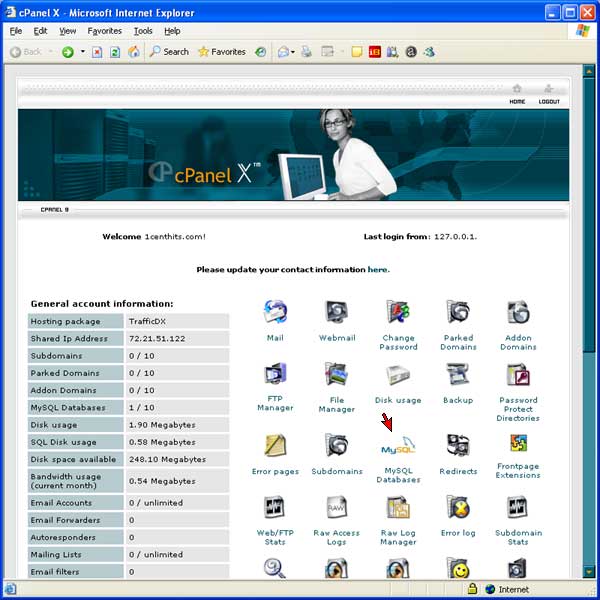 cPanel X - Microsoft Internet Explorer
File Edit View Favorites Tools Help
Back Search Favorites
HOME LOGOUT
cPanel X™
CPANEL 9
Welcome 1centhits.com! Last login from: 127.0.0.1.
Please update your contact information here.
General account information:
Hosting package TrafficDX
Shared Ip Address 72.21.51.122
Subdomains 0 / 10
Parked Domains 0 / 10
Addon Domains 0 / 10
MySQL Databases 1 / 10
Disk usage 1.90 Megabytes
SQL Disk usage 0.58 Megabytes
Disk space available 248.10 Megabytes
Bandwidth usage
(current month) 0.54 Megabytes
Email Accounts 0 / unlimited
Email Forwarders 0
Autoresponders 0
Mailing Lists 0 / unlimited
Email filters 0
Mail Webmail Change
Password Parked
Domains Addon
Domains
FTP
Manager File
Manager Disk usage Backup Password
Protect
Directories
MySQL
Error pages Subdomains MySQL
Databases Redirects Frontpage
Extensions
RAW
Web/FTP
Stats Raw Access
Logs Raw Log
Manager Error log Subdomain
Stats
Internet